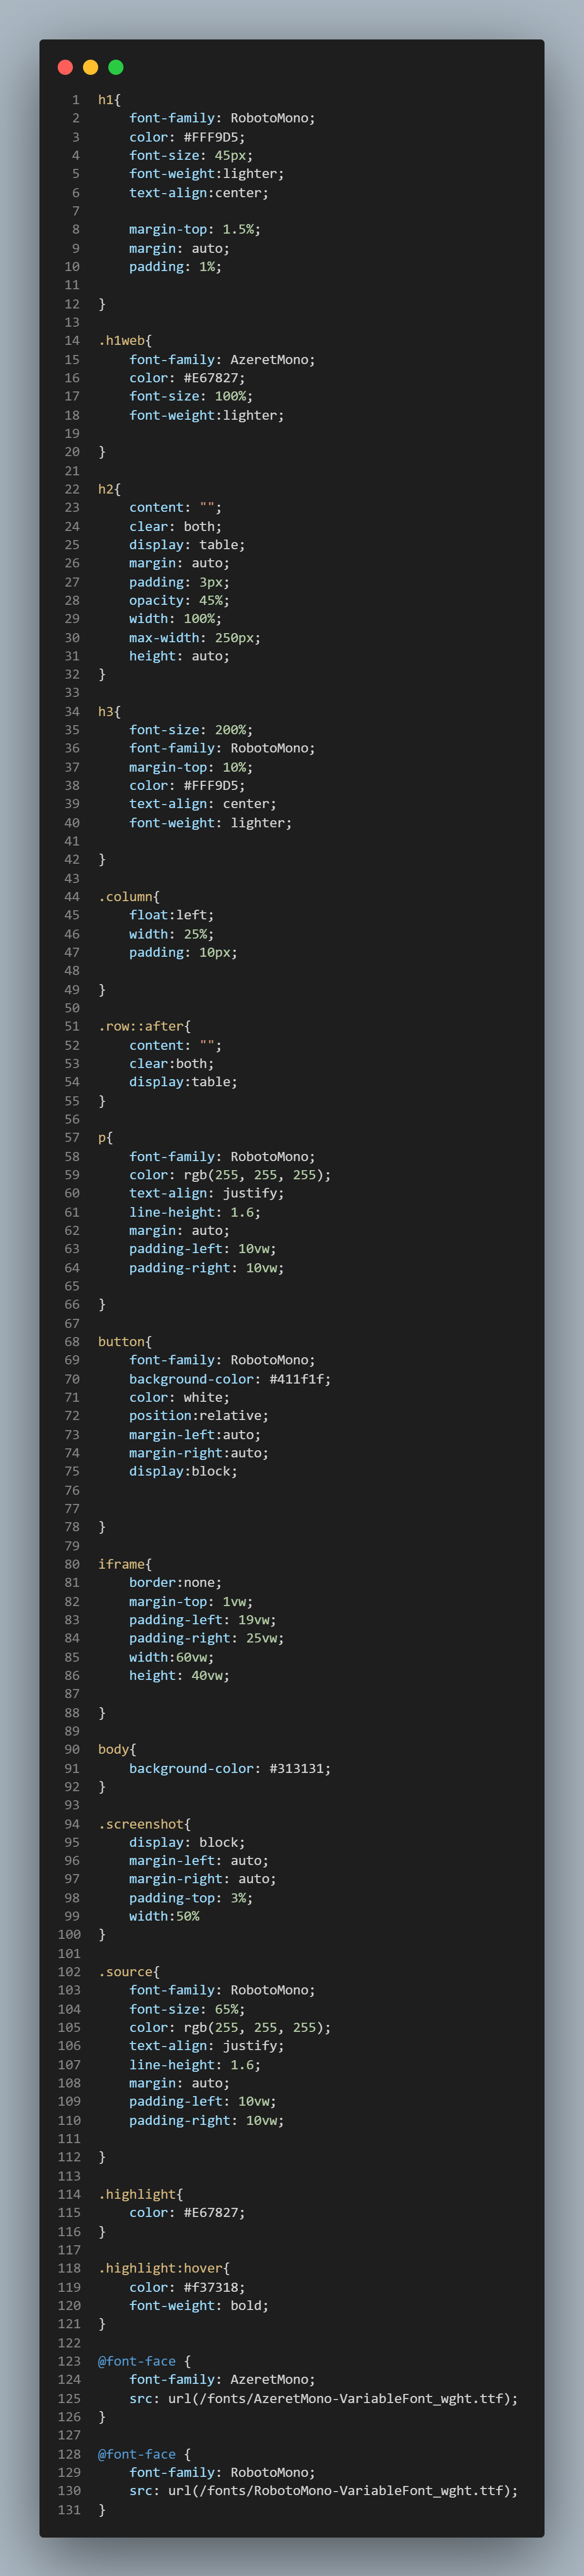 1 h1{
2     font-family: RobotoMono;
3     color: #FFF9D5;
4     font-size: 45px;
5     font-weight:lighter;
6     text-align:center;
7
8     margin-top: 1.5%;
9     margin: auto;
10     padding: 1%;
11
12 }
13
14 .h1web{
15     font-family: AzeretMono;
16     color: #E67827;
17     font-size: 100%;
18     font-weight:lighter;
19
20 }
21
22 h2{
23     content: "";
24     clear: both;
25     display: table;
26     margin: auto;
27     padding: 3px;
28     opacity: 45%;
29     width: 100%;
30     max-width: 250px;
31     height: auto;
32 }
33
34 h3{
35     font-size: 200%;
36     font-family: RobotoMono;
37     margin-top: 10%;
38     color: #FFF9D5;
39     text-align: center;
40     font-weight: lighter;
41
42 }
43
44 .column{
45     float:left;
46     width: 25%;
47     padding: 10px;
48
49 }
50
51 .row::after{
52     content: "";
53     clear:both;
54     display:table;
55 }
56
57 p{
58     font-family: RobotoMono;
59     color: rgb(255, 255, 255);
60     text-align: justify;
61     line-height: 1.6;
62     margin: auto;
63     padding-left: 10vw;
64     padding-right: 10vw;
65
66 }
67
68 button{
69     font-family: RobotoMono;
70     background-color: #411f1f;
71     color: white;
72     position:relative;
73     margin-left:auto;
74     margin-right:auto;
75     display:block;
76
77
78 }
79
80 iframe{
81     border:none;
82     margin-top: 1vw;
83     padding-left: 19vw;
84     padding-right: 25vw;
85     width:60vw;
86     height: 40vw;
87
88 }
89
90 body{
91     background-color: #313131;
92 }
93
94 .screenshot{
95     display: block;
96     margin-left: auto;
97     margin-right: auto;
98     padding-top: 3%;
99     width:50%
100 }
101
102 .source{
103     font-family: RobotoMono;
104     font-size: 65%;
105     color: rgb(255, 255, 255);
106     text-align: justify;
107     line-height: 1.6;
108     margin: auto;
109     padding-left: 10vw;
110     padding-right: 10vw;
111
112 }
113
114 .highlight{
115     color: #E67827;
116 }
117
118 .highlight:hover{
119     color: #f37318;
120     font-weight: bold;
121 }
122
123 @font-face {
124     font-family: AzeretMono;
125     src: url(/fonts/AzeretMono-VariableFont_wght.ttf);
126 }
127
128 @font-face {
129     font-family: RobotoMono;
130     src: url(/fonts/RobotoMono-VariableFont_wght.ttf);
131 }